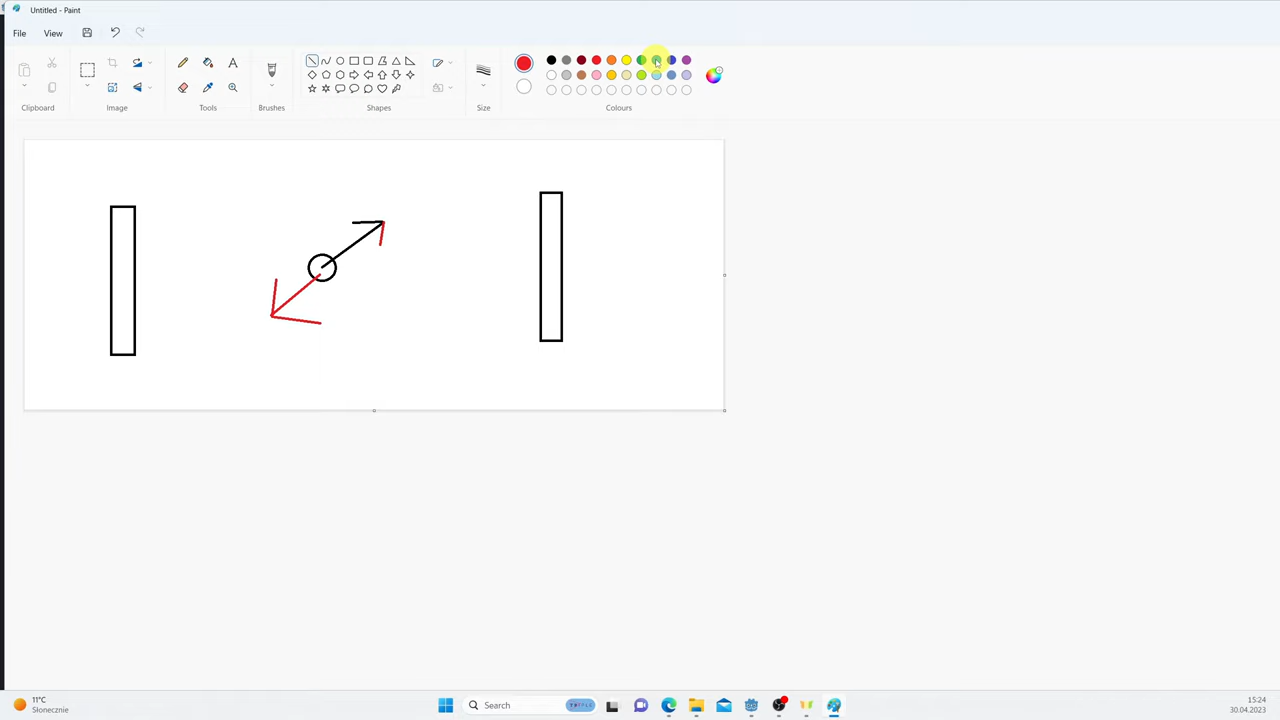 Untitled - Paint
File
View
Clipboard
Image
Tools
Brushes
Shapes
Size
Colours
11°C
Słonecznie
Search
15:24
30.04.2023